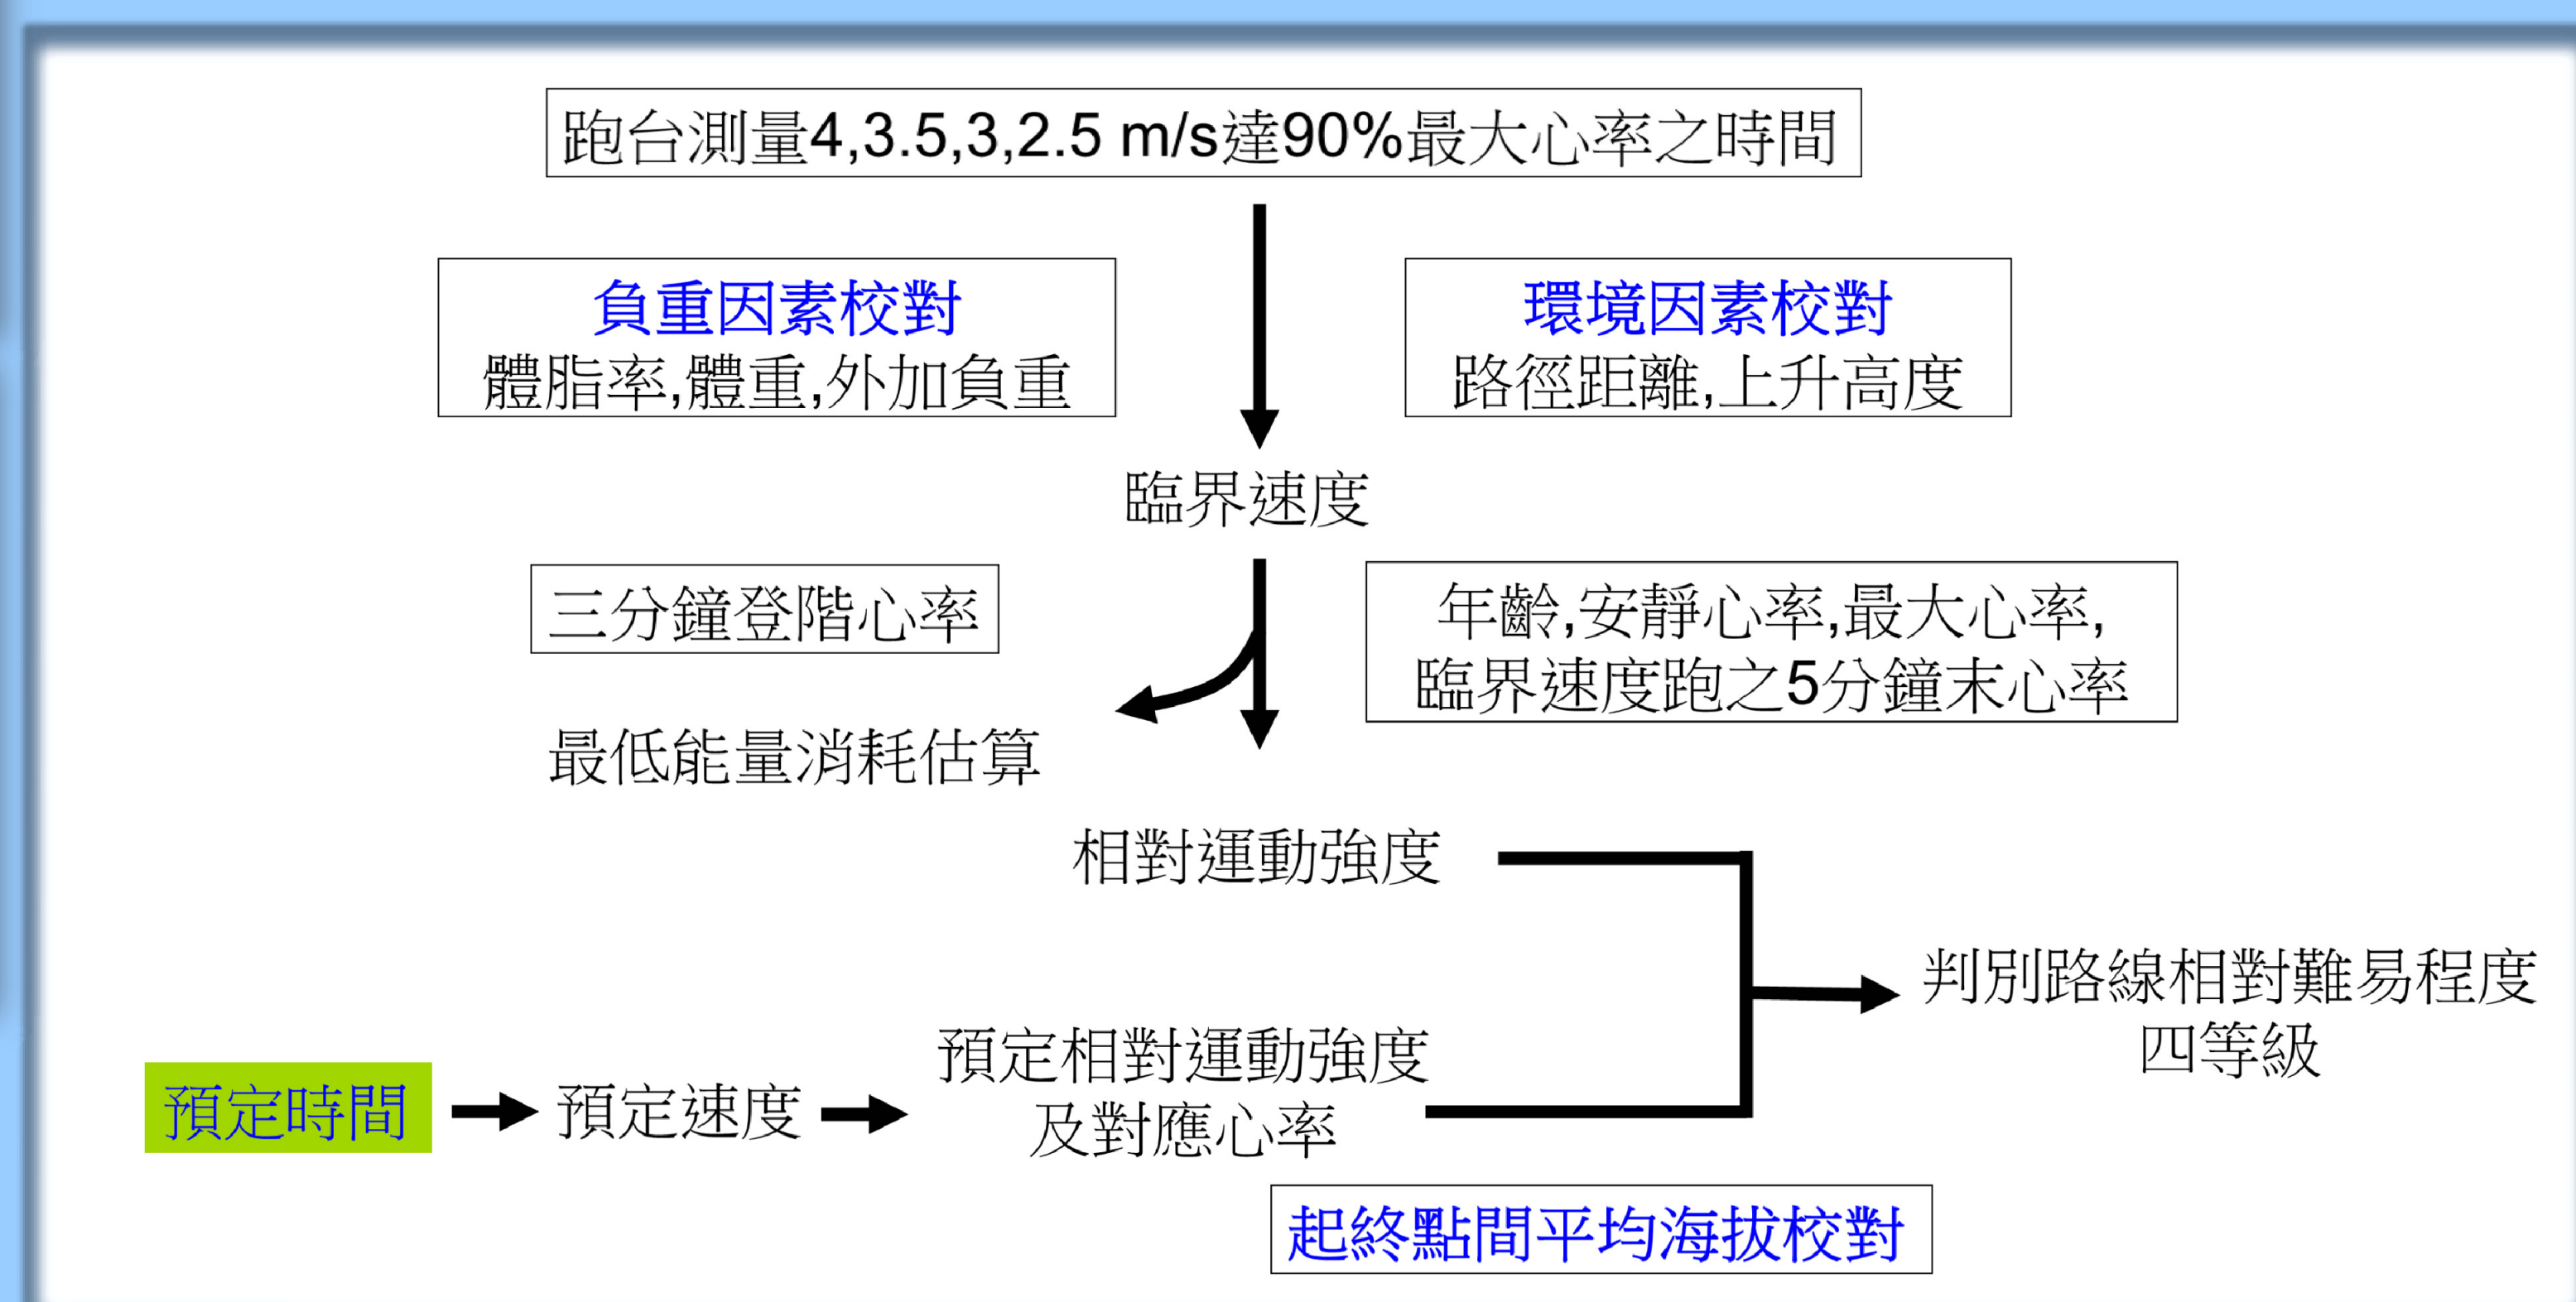 跑台測量4,3.5,3,2.5 m/s達90%最大心率之時間
負重因素校對
體脂率,體重,外加負重
環境因素校對
路徑距離,上升高度
臨界速度
三分鐘登階心率
年齡,安靜心率,最大心率,
臨界速度跑之5分鐘末心率
最低能量消耗估算
相對運動強度
判別路線相對難易程度
四等級
預定時間
預定速度
預定相對運動強度
及對應心率
起終點間平均海拔校對